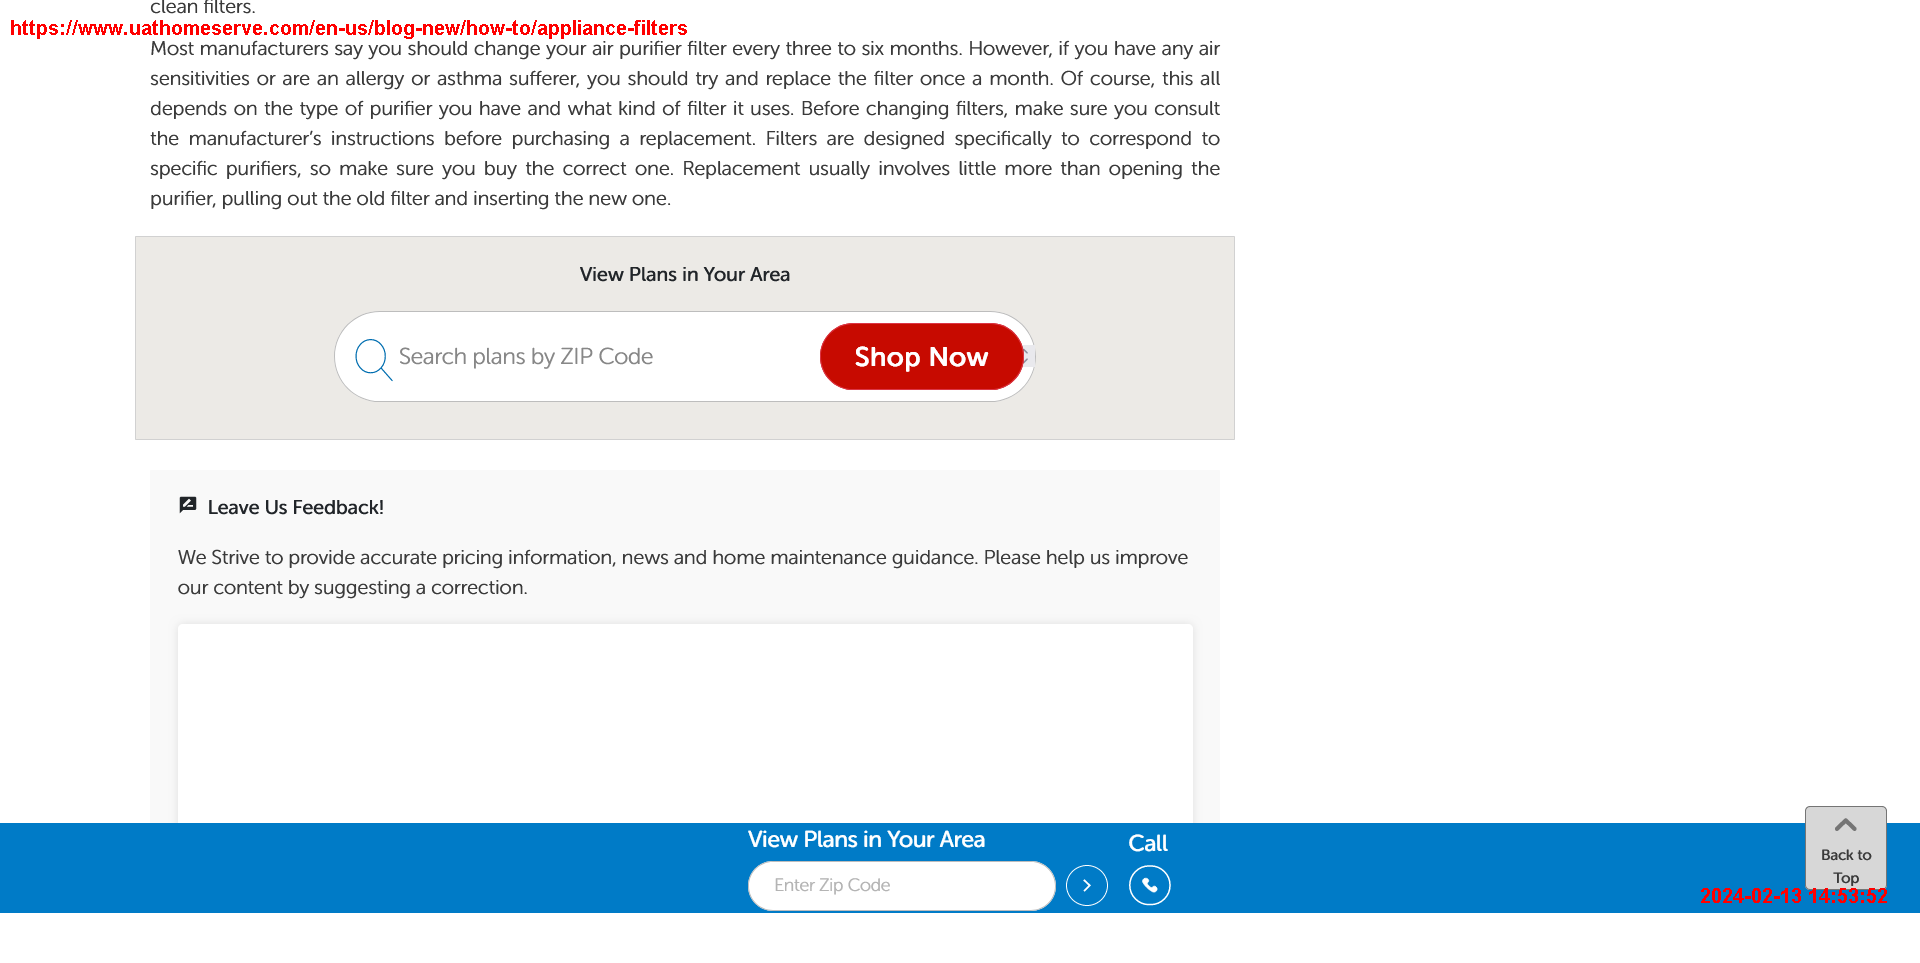 clean filters.
https://www.uathomeserve.com/en-us/blog-new/how-to/appliance-filters
Most manufacturers say you should change your air purifier filter every three to six months. However, if you have any air
sensitivities or are an allergy or asthma sufferer, you should try and replace the filter once a month. Of course, this all
depends on the type of purifier you have and what kind of filter it uses. Before changing filters, make sure you consult
the manufacturer’s instructions before purchasing a replacement. Filters are designed specifically to correspond to
specific purifiers, so make sure you buy the correct one. Replacement usually involves little more than opening the
purifier, pulling out the old filter and inserting the new one.
View Plans in Your Area
Search plans by ZIP Code
Shop Now
Leave Us Feedback!
We Strive to provide accurate pricing information, news and home maintenance guidance. Please help us improve
our content by suggesting a correction.
View Plans in Your Area
Call
Enter Zip Code
Back to
Top
2024-02-13 14:53:52